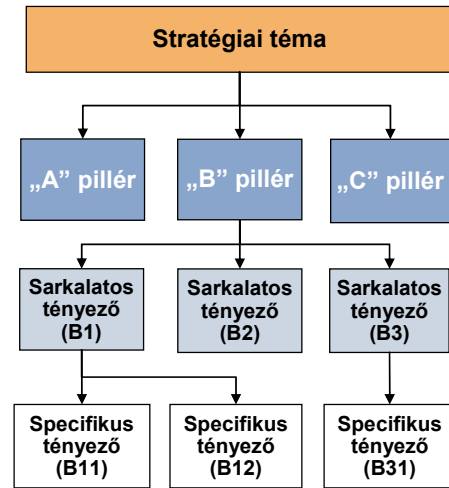 Stratégiai téma
„A” pillér
„B” pillér
„C” pillér
Sarkalatos
tényező
(B1)
Sarkalatos
tényező
(B2)
Sarkalatos
tényező
(B3)
Specifikus
tényező
(B11)
Specifikus
tényező
(B12)
Specifikus
tényező
(B31)